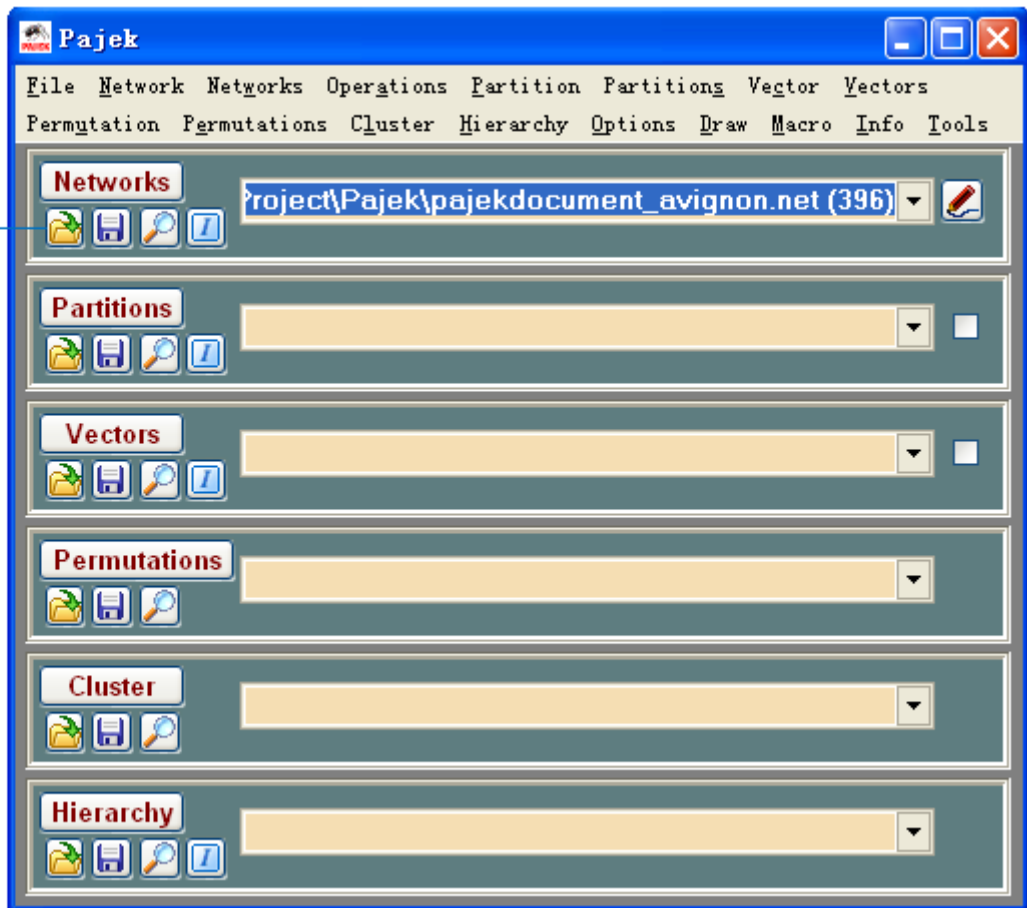 Pajek
File Network Networks Operations Partition Partitions Vector Vectors
Permutation Permutations Cluster Hierarchy Options Draw Macro Info Tools
Networks
Project\Pajek\pajekdocument_avignon.net (396)
Partitions
Vectors
Permutations
Cluster
Hierarchy